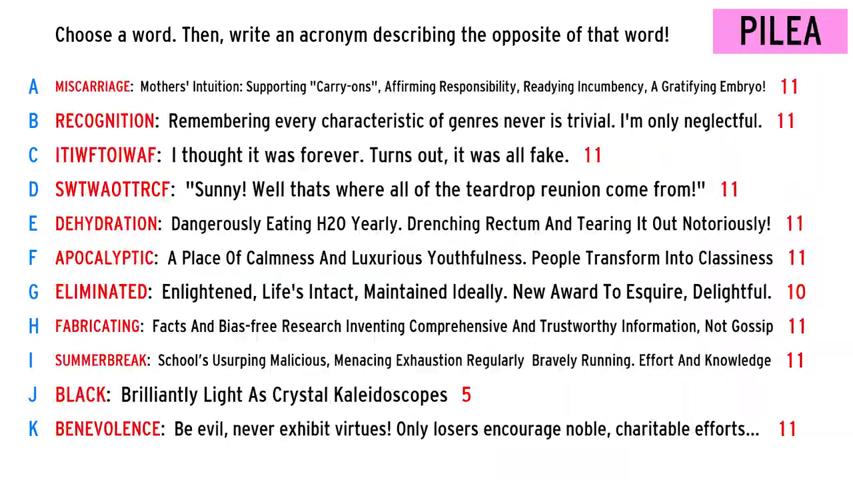 Choose a word. Then, write an acronym describing the opposite of that word!
PILEA
A MISCARRIAGE: Mothers' Intuition: Supporting "Carry-ons", Affirming Responsibility, Readying Incumbency, A Gratifying Embryo! 11
B RECOGNITION: Remembering every characteristic of genres never is trivial. I'm only neglectful. 11
C ITIWFTOIWAF: I thought it was forever. Turns out, it was all fake. 11
D SWTWAOTTRCF: "Sunny! Well thats where all of the teardrop reunion come from!" 11
E DEHYDRATION: Dangerously Eating H20 Yearly. Drenching Rectum And Tearing It Out Notoriously! 11
F APOCALYPTIC: A Place Of Calmness And Luxurious Youthfulness. People Transform Into Classiness 11
G ELIMINATED: Enlightened, Life's Intact, Maintained Ideally. New Award To Esquire, Delightful. 10
H FABRICATING: Facts And Bias-free Research Inventing Comprehensive And Trustworthy Information, Not Gossip 11
I SUMMERBREAK: School's Usurping Malicious, Menacing Exhaustion Regularly Bravely Running. Effort And Knowledge 11
J BLACK: Brilliantly Light As Crystal Kaleidoscopes 5
K BENEVOLENCE: Be evil, never exhibit virtues! Only losers encourage noble, charitable efforts... 11